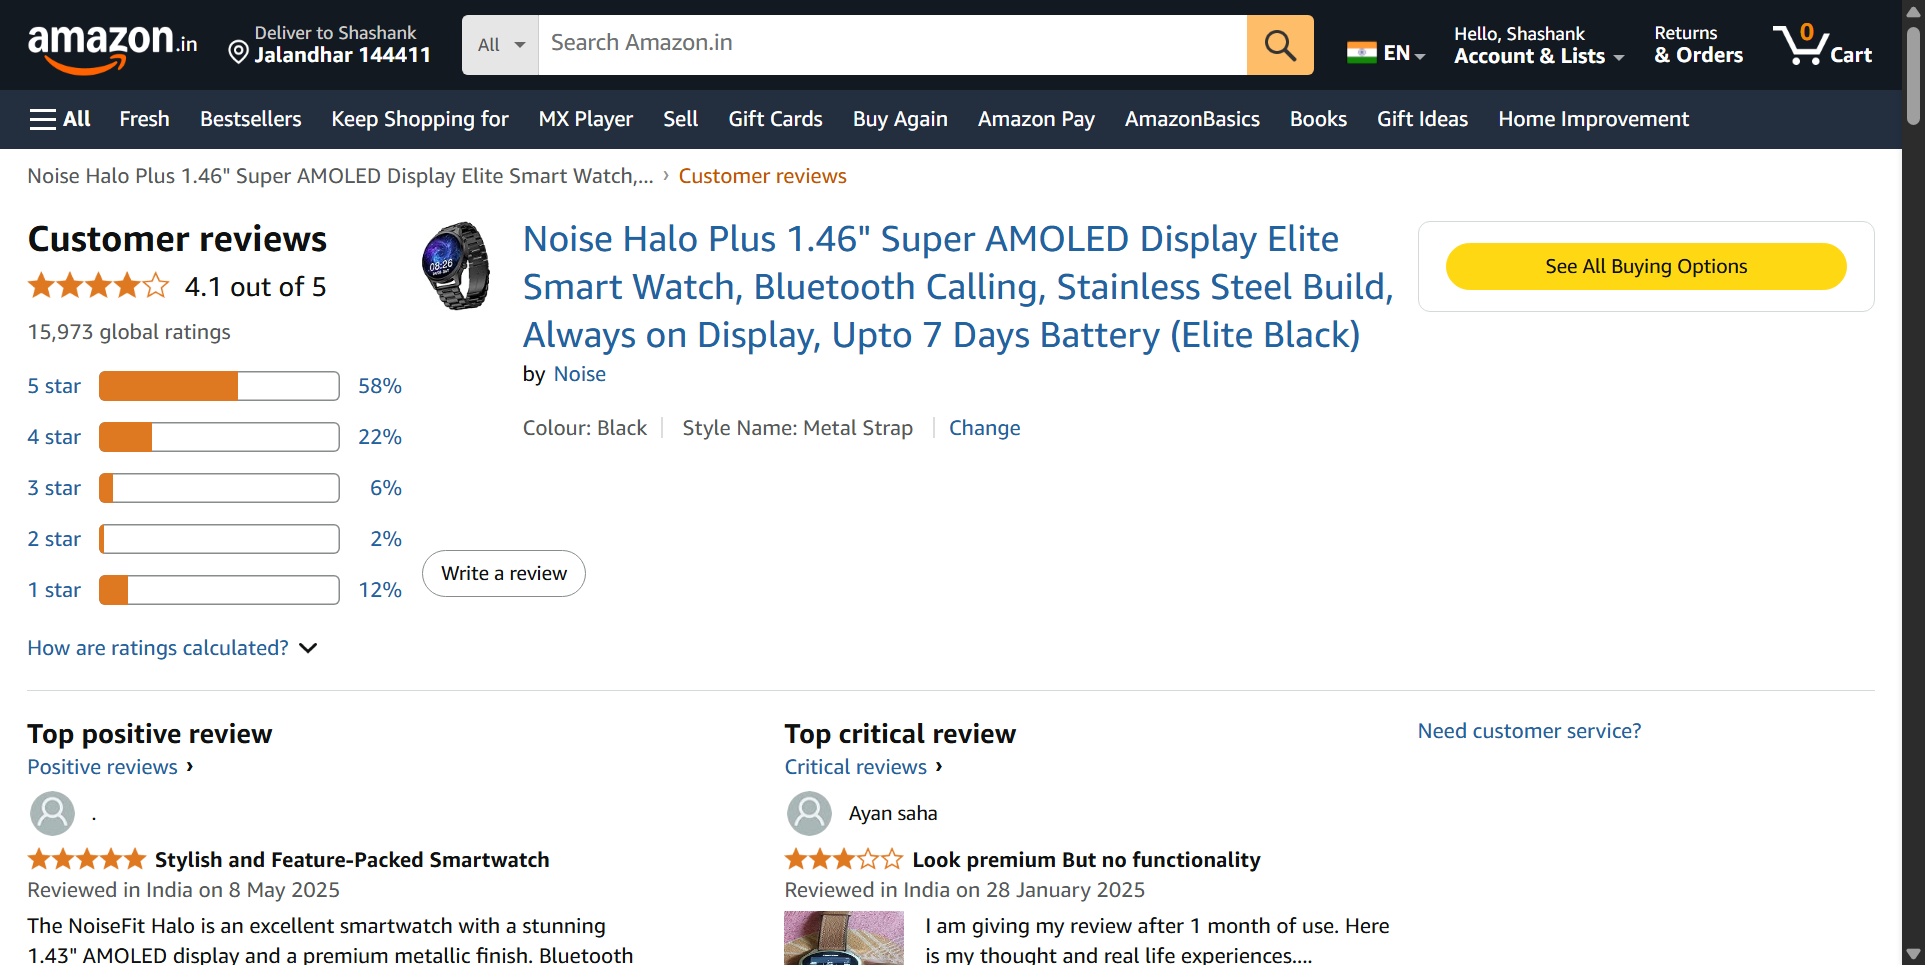 amazon.in
Deliver to Shashank
Jalandhar 144411
All
Search Amazon.in
EN
Hello, Shashank
Account & Lists
Returns
& Orders
0
Cart
All Fresh Bestsellers Keep Shopping for MX Player Sell Gift Cards Buy Again Amazon Pay AmazonBasics Books Gift Ideas Home Improvement
Noise Halo Plus 1.46" Super AMOLED Display Elite Smart Watch,... › Customer reviews
Customer reviews
4.1 out of 5
15,973 global ratings
5 star 58%
4 star 22%
3 star 6%
2 star 2%
1 star 12%
How are ratings calculated?
08:26
Noise Halo Plus 1.46" Super AMOLED Display Elite
Smart Watch, Bluetooth Calling, Stainless Steel Build,
Always on Display, Upto 7 Days Battery (Elite Black)
by Noise
Colour: Black | Style Name: Metal Strap | Change
Write a review
See All Buying Options
Top positive review
Positive reviews ›
.
Stylish and Feature-Packed Smartwatch
Reviewed in India on 8 May 2025
The NoiseFit Halo is an excellent smartwatch with a stunning
1.43" AMOLED display and a premium metallic finish. Bluetooth
Top critical review
Critical reviews ›
Ayan saha
Look premium But no functionality
Reviewed in India on 28 January 2025
I am giving my review after 1 month of use. Here
is my thought and real life experiences....
Need customer service?